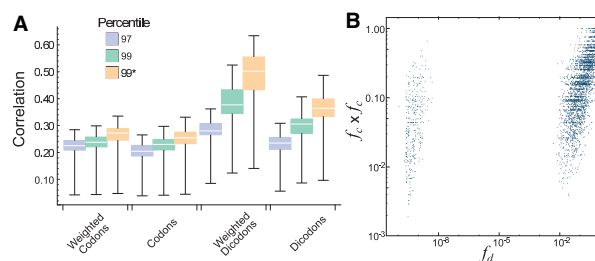 A
Percentile
97
99
99*
Correlation
0.60
0.50
0.40
0.30
0.20
0.10
Weighted
Codons
Codons
Weighted
Dicodons
Dicodons
B
f_c x f_c
1.00
0.10
10^-2
10^-3
10^-8
10^-5
10^-2
f_d